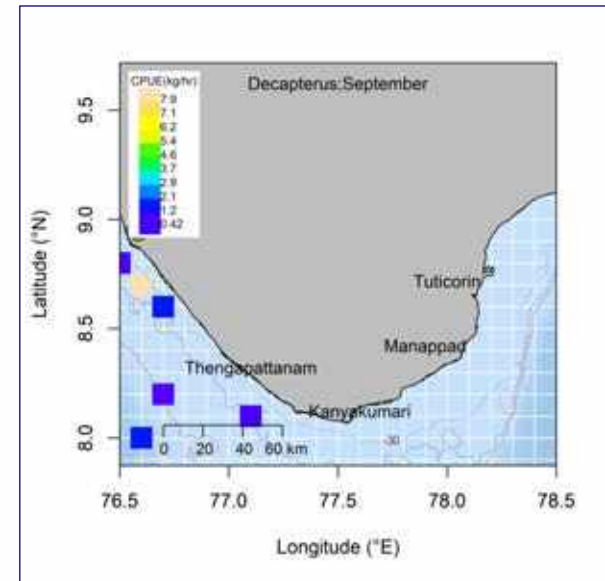 Decapterus:September
CPUE(kg/hr)
7.9
7.1
6.2
5.4
4.6
3.7
2.9
2.1
1.2
0.42
Latitude (°N)
9.5
9.0
8.5
8.0
Tuticorin
Manappad
Thengapattanam
Kanyakumari
-30
0 20 40 60 km
76.5 77.0 77.5 78.0 78.5
Longitude (°E)